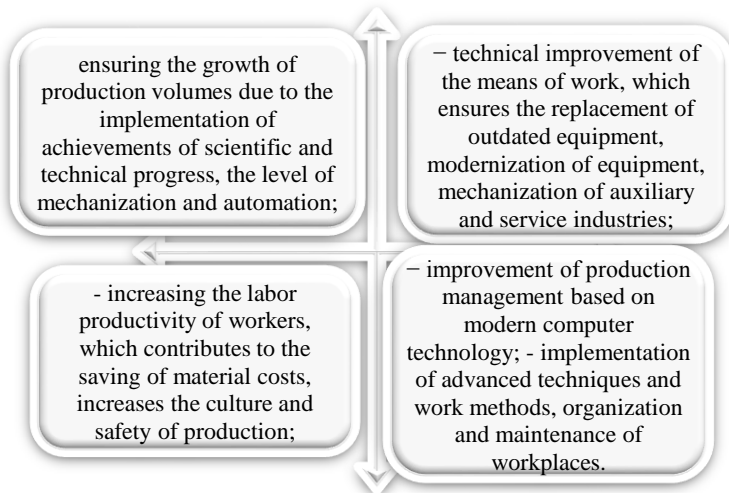 ensuring the growth of
production volumes due to the
implementation of
achievements of scientific and
technical progress, the level of
mechanization and automation;
− technical improvement of
the means of work, which
ensures the replacement of
outdated equipment,
modernization of equipment,
mechanization of auxiliary
and service industries;
- increasing the labor
productivity of workers,
which contributes to the
saving of material costs,
increases the culture and
safety of production;
− improvement of production
management based on
modern computer
technology; - implementation
of advanced techniques and
work methods, organization
and maintenance of
workplaces.